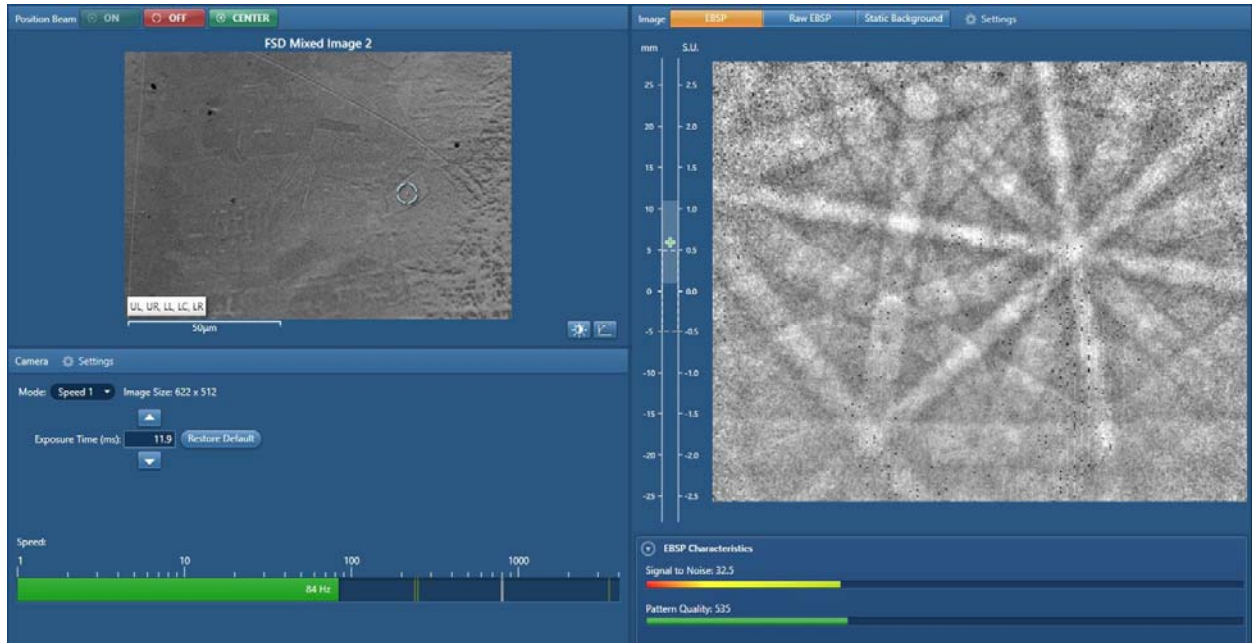 Position Beam ON OFF CENTER
FSD Mixed Image 2
UL, UR, LL, LC, LR
50µm
Camera Settings
Mode: Speed 1 Image Size: 622 x 512
Exposure Time (ms): 11.9 Restore Default
Speed:
1 10 100 1000
84 Hz
Image EBSP Raw EBSP Static Background Settings
mm S.U.
25 2.5
20 2.0
15 1.5
10 1.0
5 0.5
0 0.0
-5 -0.5
-10 -1.0
-15 -1.5
-20 -2.0
-25 -2.5
EBSP Characteristics
Signal to Noise: 32.5
Pattern Quality: 535